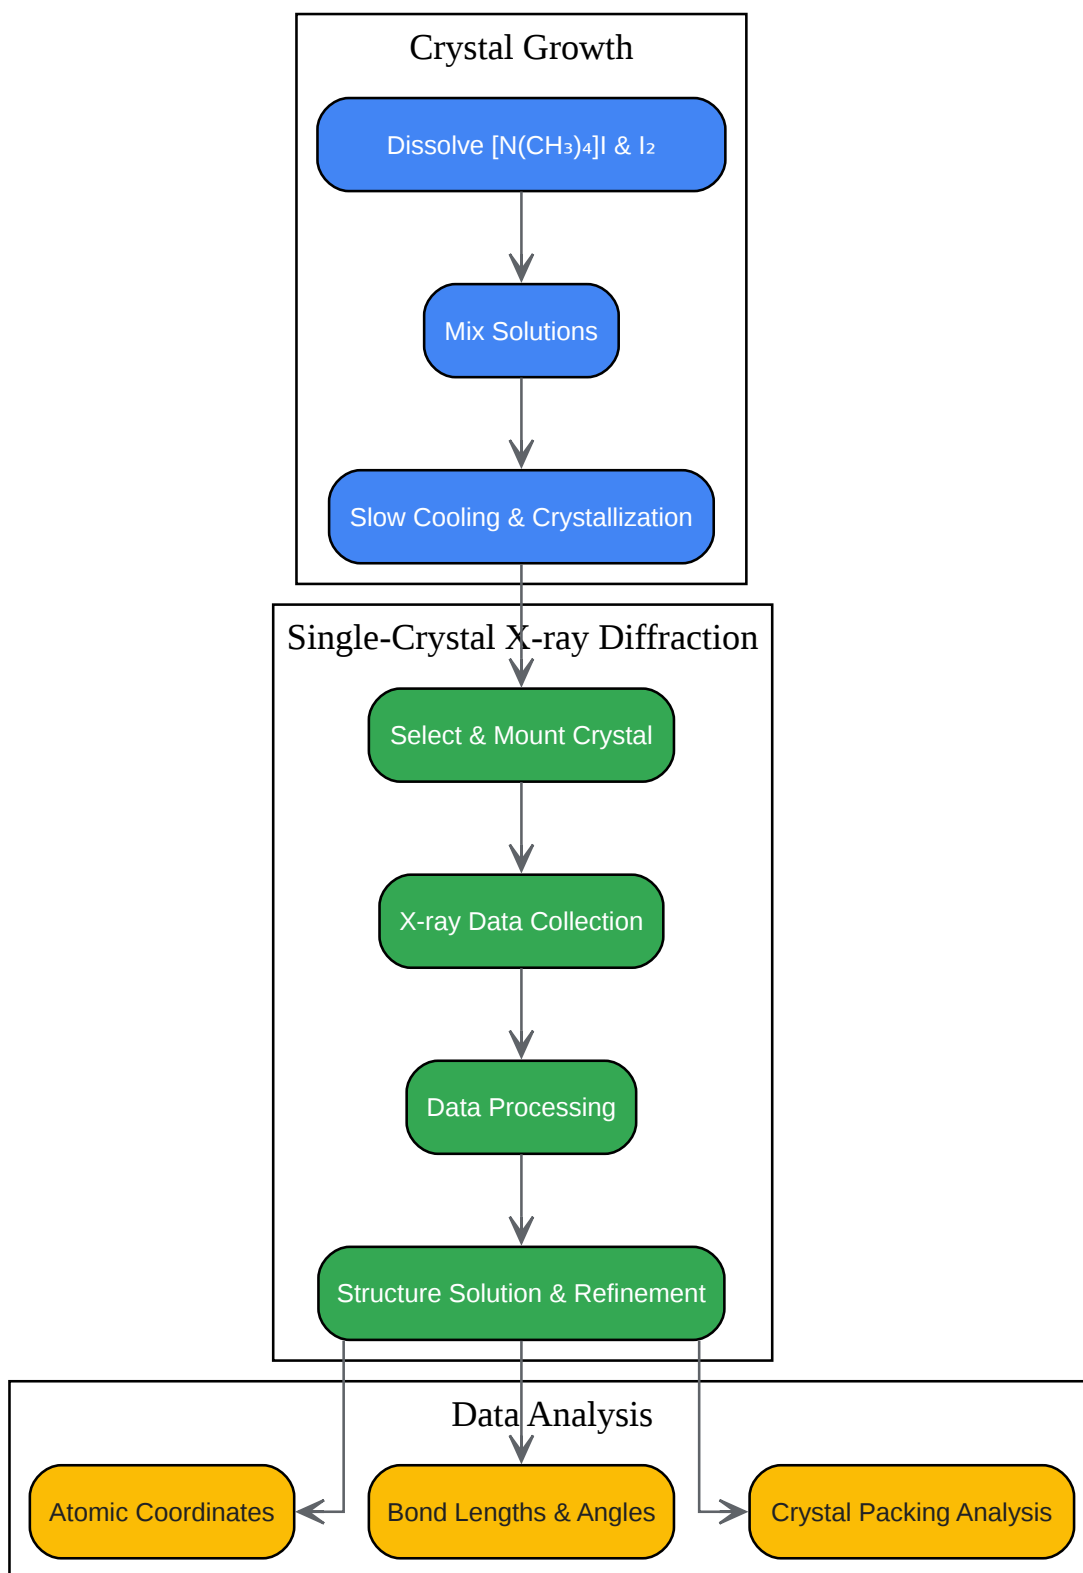 Crystal Growth
Dissolve [N(CH₃)₄]I & I₂
Mix Solutions
Slow Cooling & Crystallization
Single-Crystal X-ray Diffraction
Select & Mount Crystal
X-ray Data Collection
Data Processing
Structure Solution & Refinement
Data Analysis
Atomic Coordinates
Bond Lengths & Angles
Crystal Packing Analysis